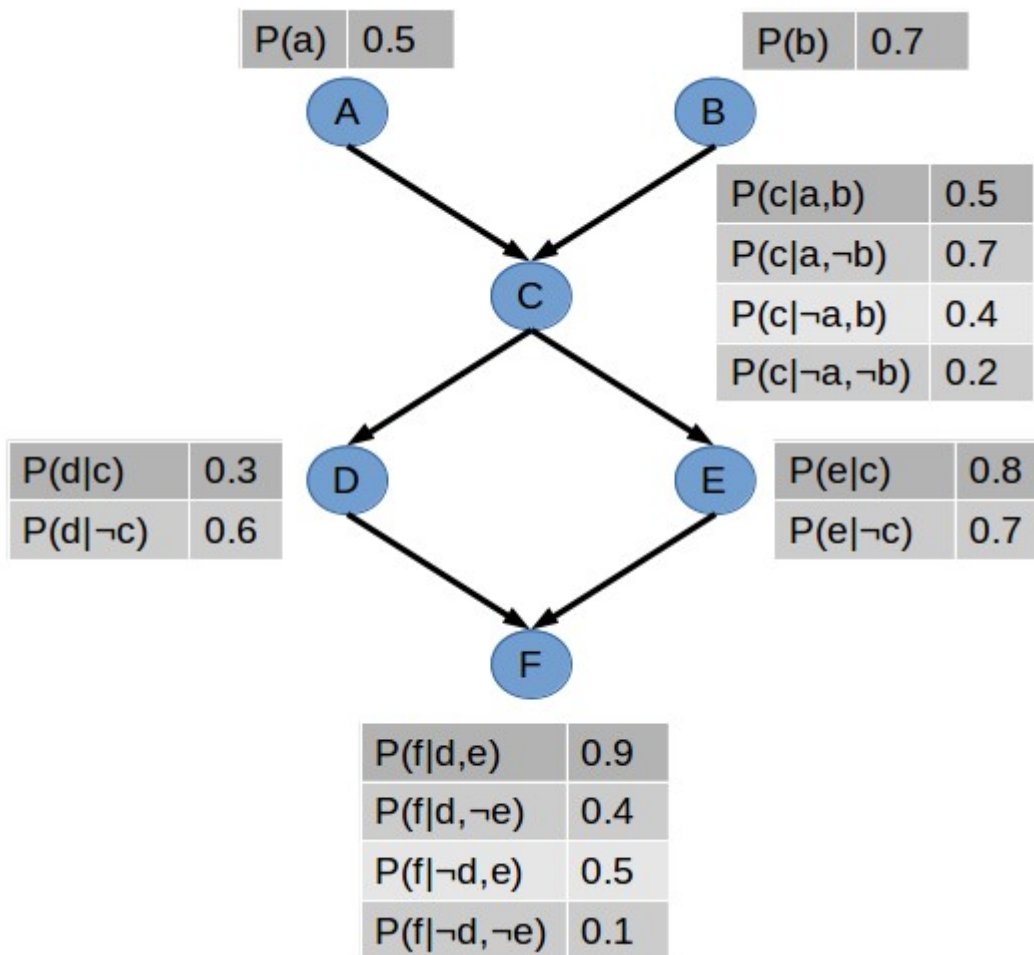 P(a) 0.5
P(b) 0.7
A
B
P(c|a,b) 0.5
P(c|a,¬b) 0.7
P(c|¬a,b) 0.4
P(c|¬a,¬b) 0.2
C
P(d|c) 0.3
P(d|¬c) 0.6
D
E
P(e|c) 0.8
P(e|¬c) 0.7
F
P(f|d,e) 0.9
P(f|d,¬e) 0.4
P(f|¬d,e) 0.5
P(f|¬d,¬e) 0.1